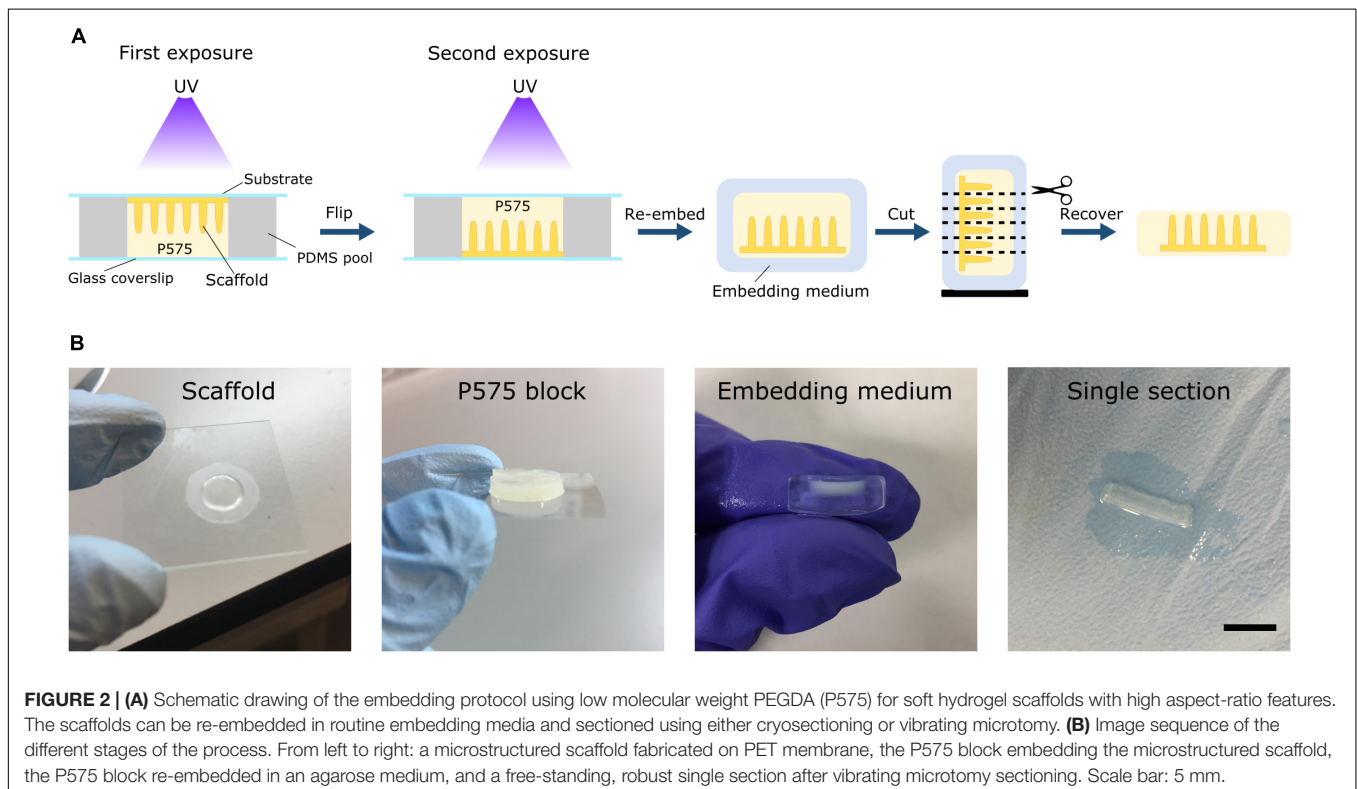 A
First exposure
UV
Second exposure
UV
Substrate
P575
Flip
P575
PDMS pool
Glass coverslip
Scaffold
Re-embed
Embedding medium
Cut
Recover
B
Scaffold
P575 block
Embedding medium
Single section
FIGURE 2 | (A) Schematic drawing of the embedding protocol using low molecular weight PEGDA (P575) for soft hydrogel scaffolds with high aspect-ratio features.
The scaffolds can be re-embedded in routine embedding media and sectioned using either cryosectioning or vibrating microtomy. (B) Image sequence of the
different stages of the process. From left to right: a microstructured scaffold fabricated on PET membrane, the P575 block embedding the microstructured scaffold,
the P575 block re-embedded in an agarose medium, and a free-standing, robust single section after vibrating microtomy sectioning. Scale bar: 5 mm.